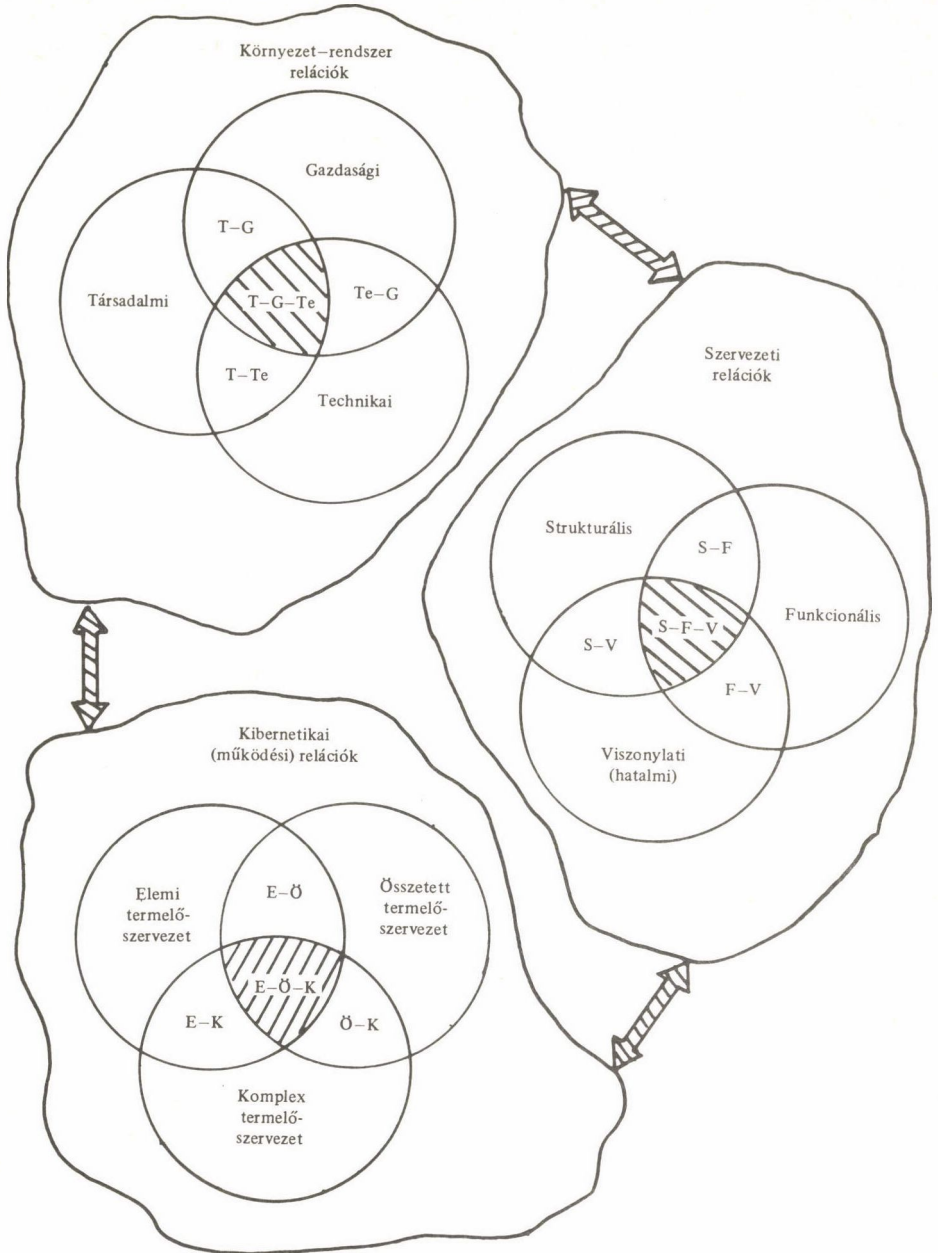 Környezet–rendszer
relációk
Gazdasági
T–G
Társadalmi
T–G–Te
Te–G
T–Te
Technikai
Szervezeti
relációk
Strukturális
S–F
Funkcionális
S–V
S–F–V
F–V
Viszonylati
(hatalmi)
Kibernetikai
(működési) relációk
Elemi
termelő-
szervezet
E–Ö
Összetett
termelő-
szervezet
E–Ö–K
E–K
Ö–K
Komplex
termelő-
szervezet